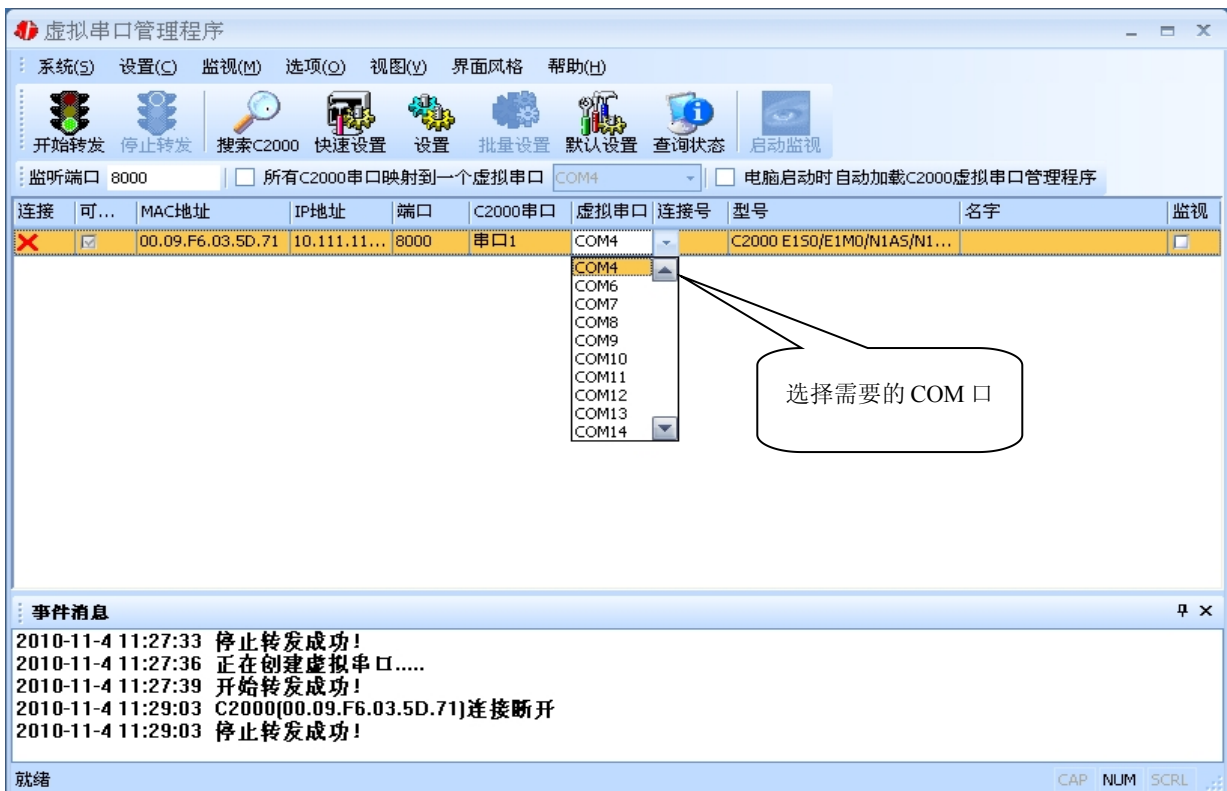 虚拟串口管理程序
系统(S) 设置(C) 监视(M) 选项(O) 视图(V) 界面风格 帮助(H)
开始转发 停止转发 搜索C2000 快速设置 设置 批量设置 默认设置 查询状态 启动监视
监听端口 8000 所有C2000串口映射到一个虚拟串口 COM4 电脑启动时自动加载C2000虚拟串口管理程序
连接 可... MAC地址 IP地址 端口 C2000串口 虚拟串口 连接号 型号 名字 监视
00.09.F6.03.5D.71 10.111.11... 8000 串口1 COM4 C2000 E1S0/E1M0/N1A5/N1...
COM4
COM6
COM7
COM8
COM9
COM10
COM11
COM12
COM13
COM14
选择需要的 COM 口
事件消息
2010-11-4 11:27:33 停止转发成功!
2010-11-4 11:27:36 正在创建虚拟串口.....
2010-11-4 11:27:39 开始转发成功!
2010-11-4 11:29:03 C2000(00.09.F6.03.5D.71)连接断开
2010-11-4 11:29:03 停止转发成功!
就绪 CAP NUM SCRL